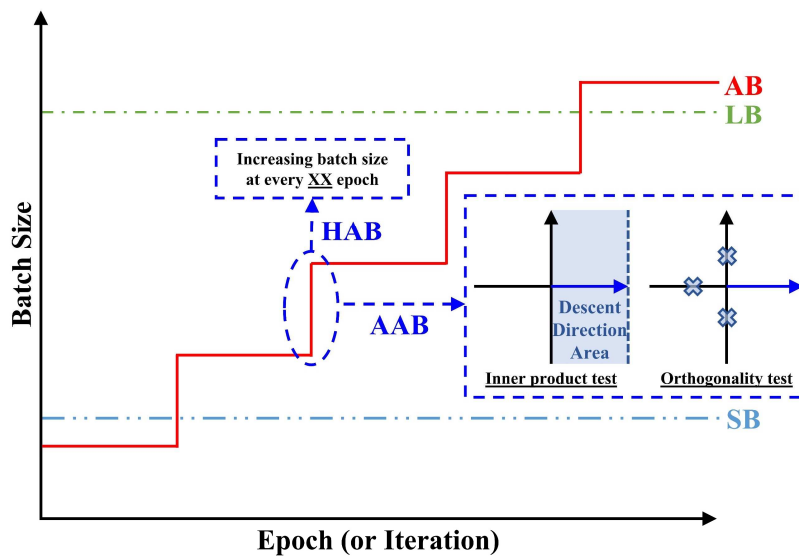 AB
LB
Increasing batch size
at every XX epoch
HAB
AAB
Descent
Direction
Area
Inner product test
Orthogonality test
SB
Batch Size
Epoch (or Iteration)